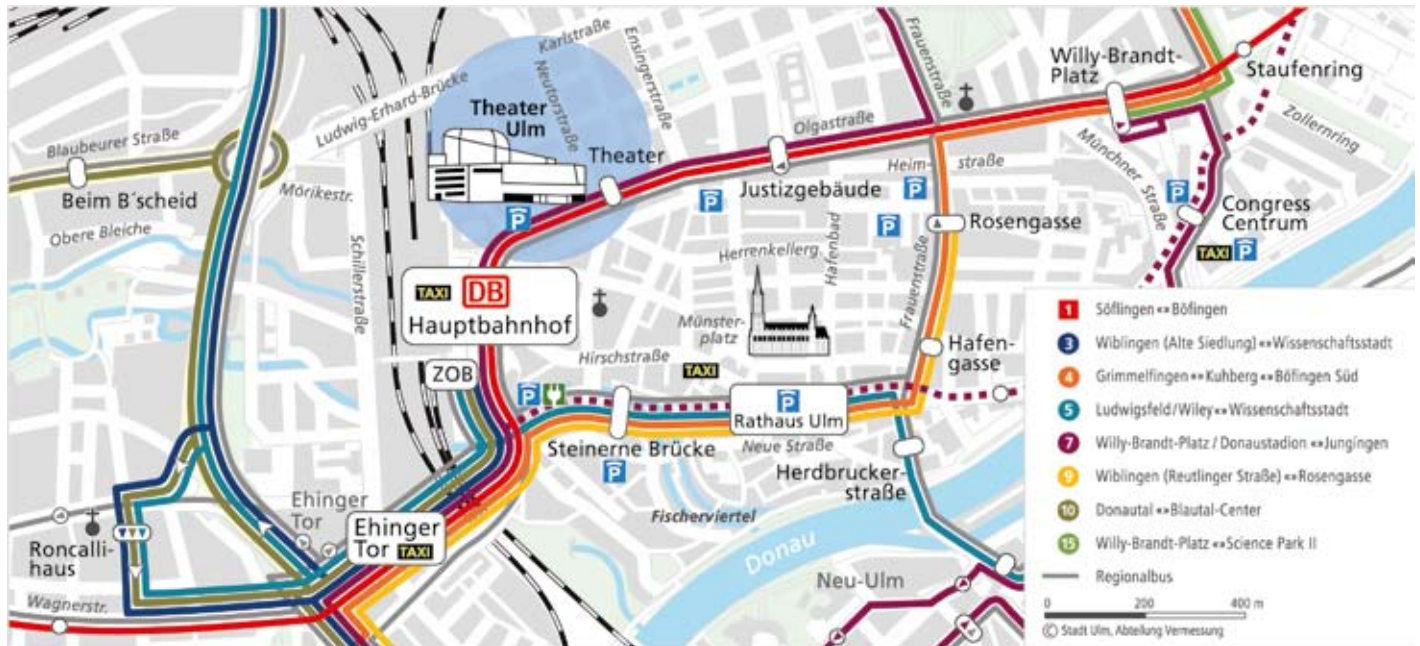 Karlstraße
Ensingerstraße
Neutorstraße
Ludwig-Erhard-Brücke
Theater
Ulm
Theater
Blaubeurer Straße
Beim B´scheid
Mörikestr.
Obere Bleiche
Schillerstraße
Frauenstraße
Olgastraße
Justizgebäude
Heim-
straße
Willy-Brandt-
Platz
Staufenring
Zollernring
Münchner Straße
P
Congress
Centrum
TAXI P
P
P
P
P
Rosengasse
Herrenkellerg.
Hafenbad
Frauenstraße
Münster-
platz
TAXI DB
Hauptbahnhof
ZOB
Hirschstraße
TAXI
P
Hafen-
gasse
P
Rathaus Ulm
Steinerne Brücke
P
Neue Straße
Herdbrucker-
straße
Fischerviertel
Donau
Neu-Ulm
Ehinger
Tor
Ehinger
Tor TAXI
Roncalli-
haus
Wagnerstr.
1 Söflingen Böfingen
3 Wiblingen (Alte Siedlung) Wissenschaftsstadt
4 Grimmelfingen Kuhberg Böfingen Süd
5 Ludwigsfeld/Wiley Wissenschaftsstadt
7 Willy-Brandt-Platz / Donaustadion Jungingen
9 Wiblingen (Reutlinger Straße) Rosengasse
10 Donautal Blautal-Center
15 Willy-Brandt-Platz Science Park II
Regionalbus
0 200 400 m
© Stadt Ulm, Abteilung Vermessung